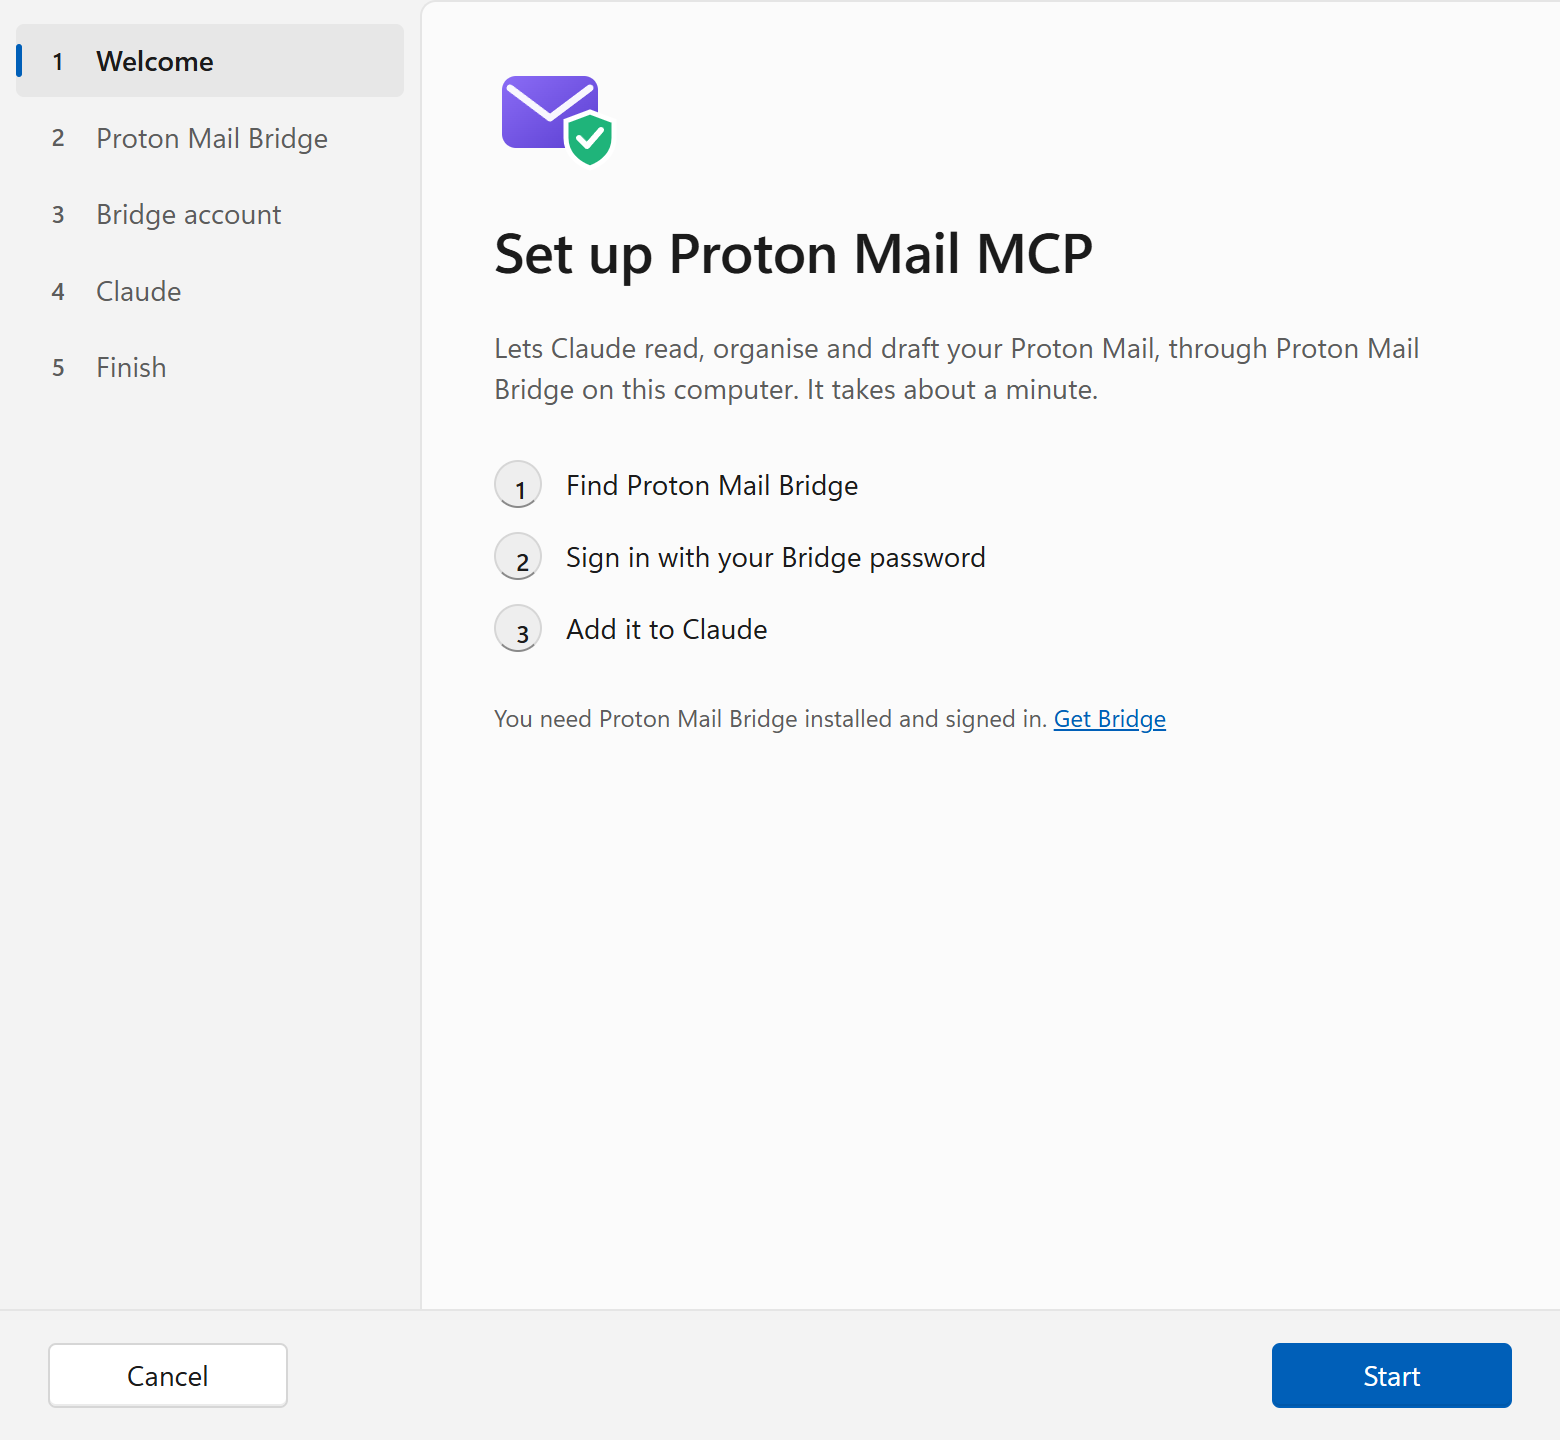 1 Welcome
2 Proton Mail Bridge
3 Bridge account
4 Claude
5 Finish
Set up Proton Mail MCP
Lets Claude read, organise and draft your Proton Mail, through Proton Mail
Bridge on this computer. It takes about a minute.
1 Find Proton Mail Bridge
2 Sign in with your Bridge password
3 Add it to Claude
You need Proton Mail Bridge installed and signed in. Get Bridge
Cancel
Start